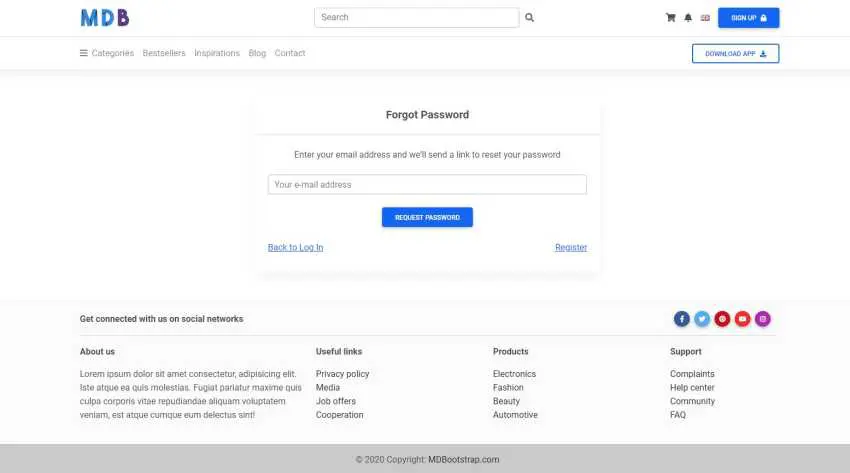 MDB
Search
SIGN UP
Categories Bestsellers Inspirations Blog Contact
DOWNLOAD APP
Forgot Password
Enter your email address and we'll send a link to reset your password
Your e-mail address
REQUEST PASSWORD
Back to Log In Register
Get connected with us on social networks
About us
Lorem ipsum dolor sit amet consectetur, adipisicing elit.
Iste atque ea quis molestias. Fugiat pariatur maxime quis
culpa corporis vitae repudiandae aliquam voluptatem
veniam, est atque cumque eum delectus sint!
Useful links
Privacy policy
Media
Job offers
Cooperation
Products
Electronics
Fashion
Beauty
Automotive
Support
Complaints
Help center
Community
FAQ
© 2020 Copyright: MDBootstrap.com